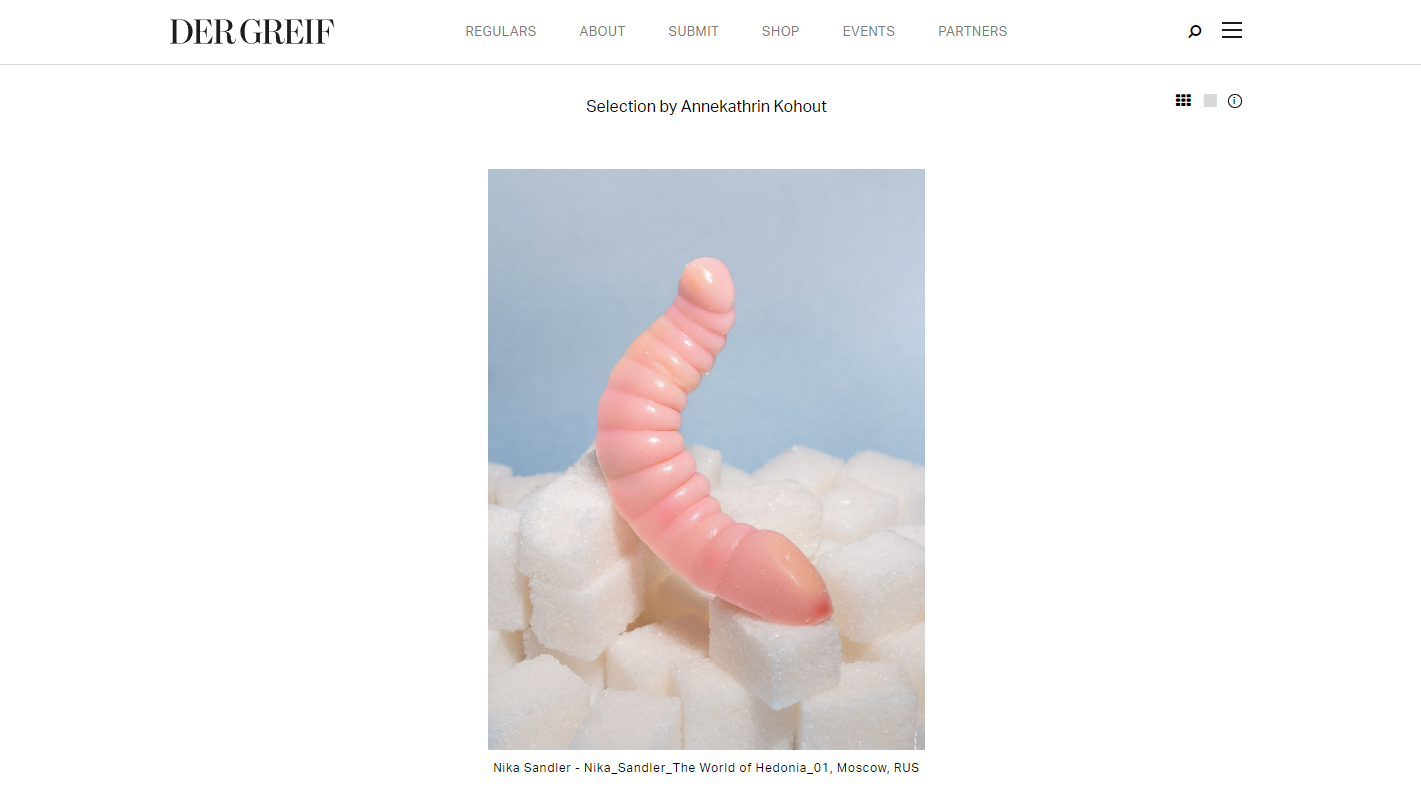 DER GREIF
REGULARS ABOUT SUBMIT SHOP EVENTS PARTNERS
Selection by Annekathrin Kohout
Nika Sandler - Nika_Sandler_The World of Hedonia_01, Moscow, RUS